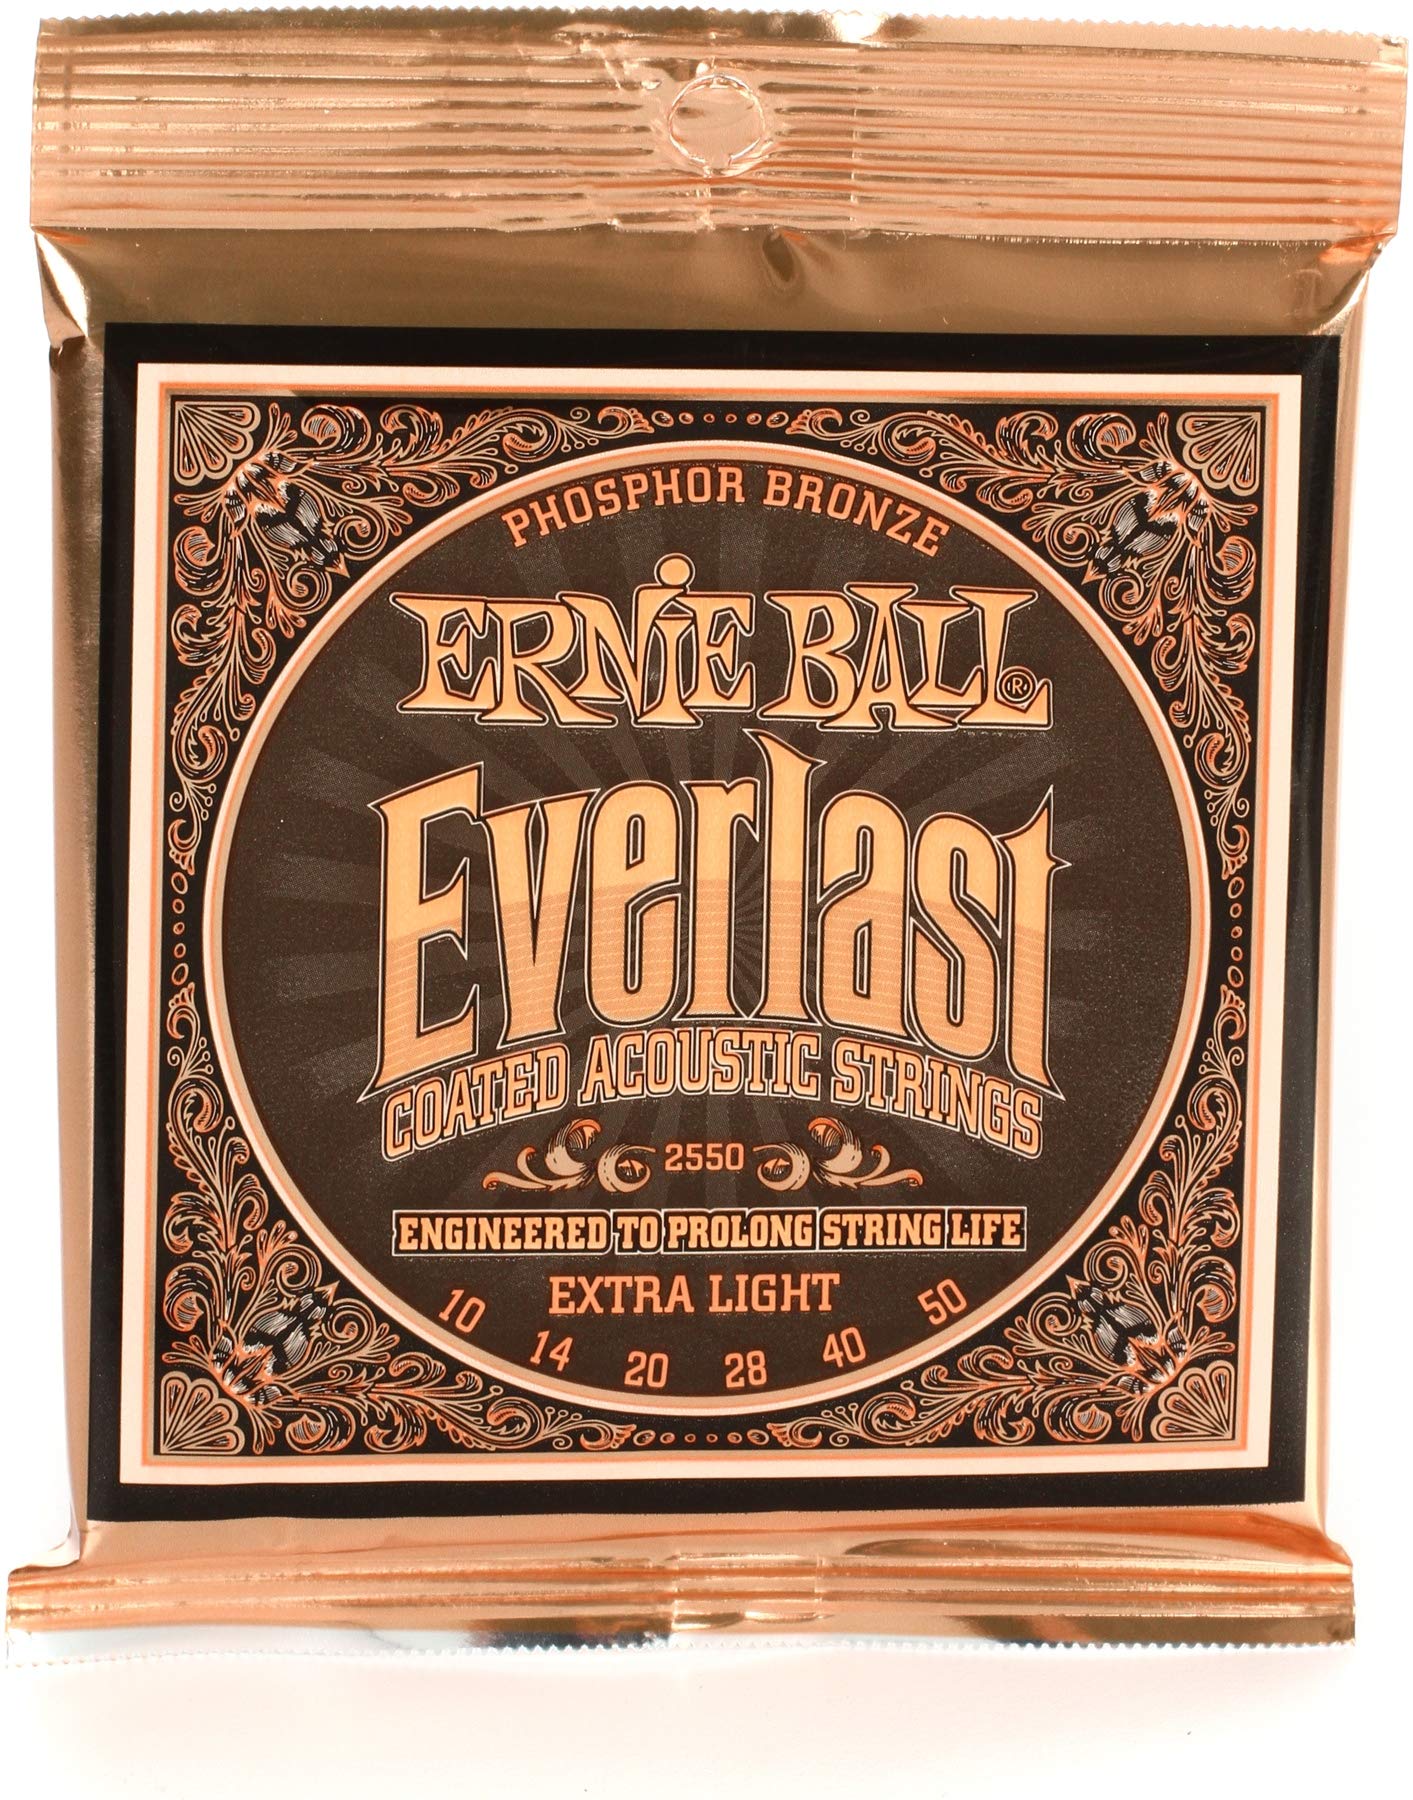 PHOSPHOR BRONZE
ERNiE BALL ®
Everlast
COATED ACOUSTIC STRINGS
2550
ENGINEERED TO PROLONG STRING LIFE
EXTRA LIGHT
10 14 20 28 40 50